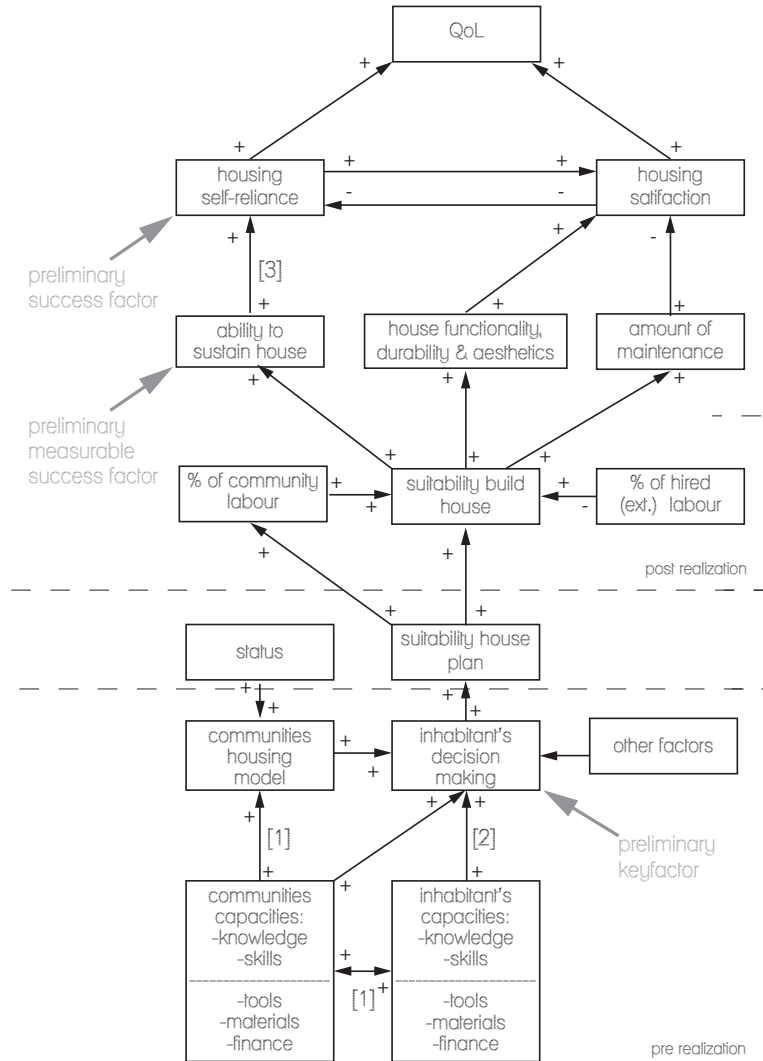 QoL
+ +
+ +
housing
self-reliance
+ +
- -
housing
satifaction
+
+
-
preliminary
success factor
[3]
+ + +
ability to
sustain house
house functionality,
durability & aesthetics
amount of
maintenance
+ + +
preliminary
measurable
success factor
+ + +
% of community
labour
+
+
suitability build
house
+
-
% of hired
(ext.) labour
+ +
post realization
+ +
status
suitability house
plan
+ +
+ +
communities
housing
model
+
+
inhabitant's
decision
making
other factors
+ + +
[1]
[2]
preliminary
keyfactor
+ + +
communities
capacities:
-knowledge
-skills
-tools
-materials
-finance
+
[1]
+
inhabitant's
capacities:
-knowledge
-skills
-tools
-materials
-finance
pre realization